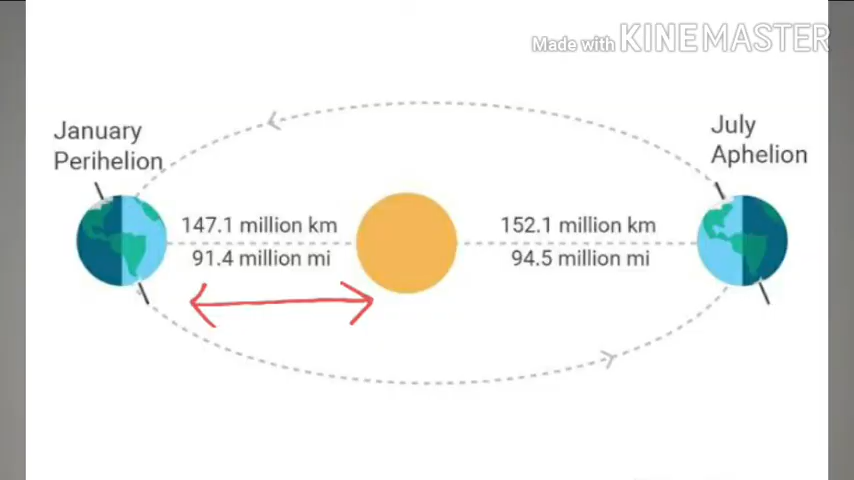 Made with KINEMASTER
January
Perihelion
July
Aphelion
147.1 million km
91.4 million mi
152.1 million km
94.5 million mi